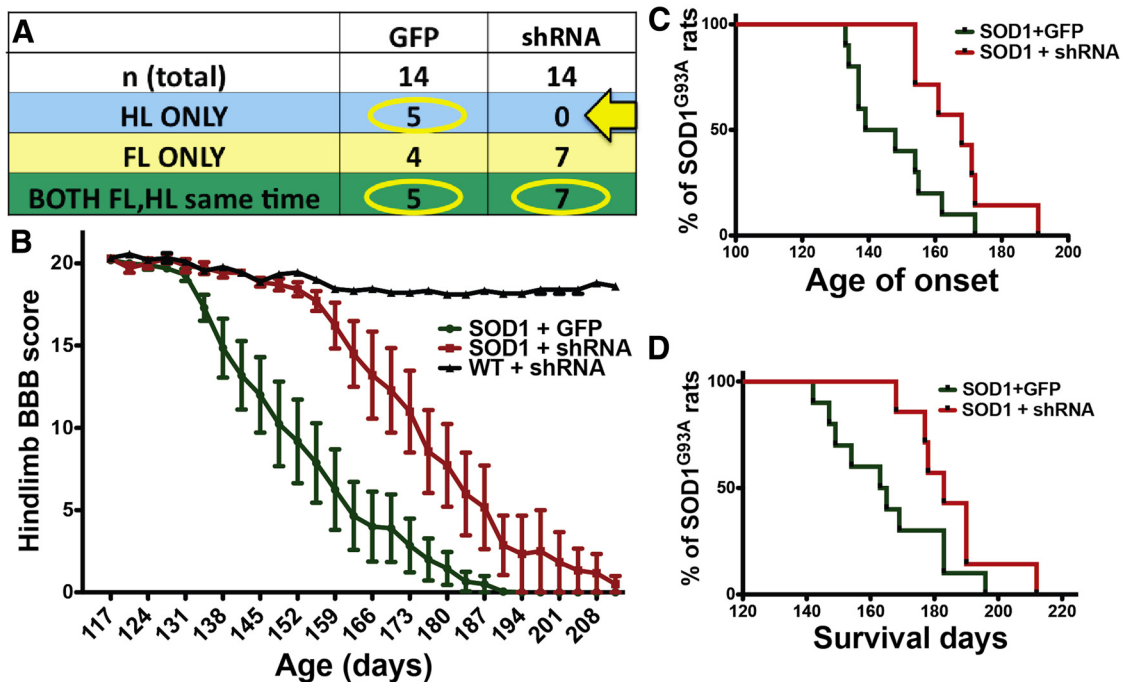 A
GFP shRNA
n (total) 14 14
HL ONLY 5 0
FL ONLY 4 7
BOTH FL,HL same time 5 7
B
Hindlimb BBB score
20
15
10
5
0
SOD1 + GFP
SOD1 + shRNA
WT + shRNA
117 124 131 138 145 152 159 166 173 180 187 194 201 208
Age (days)
C
% of SOD1G93A rats
100
50
0
SOD1+GFP
SOD1 + shRNA
100 120 140 160 180 200
Age of onset
D
% of SOD1G93A rats
100
50
0
SOD1+GFP
SOD1 + shRNA
120 140 160 180 200 220
Survival days